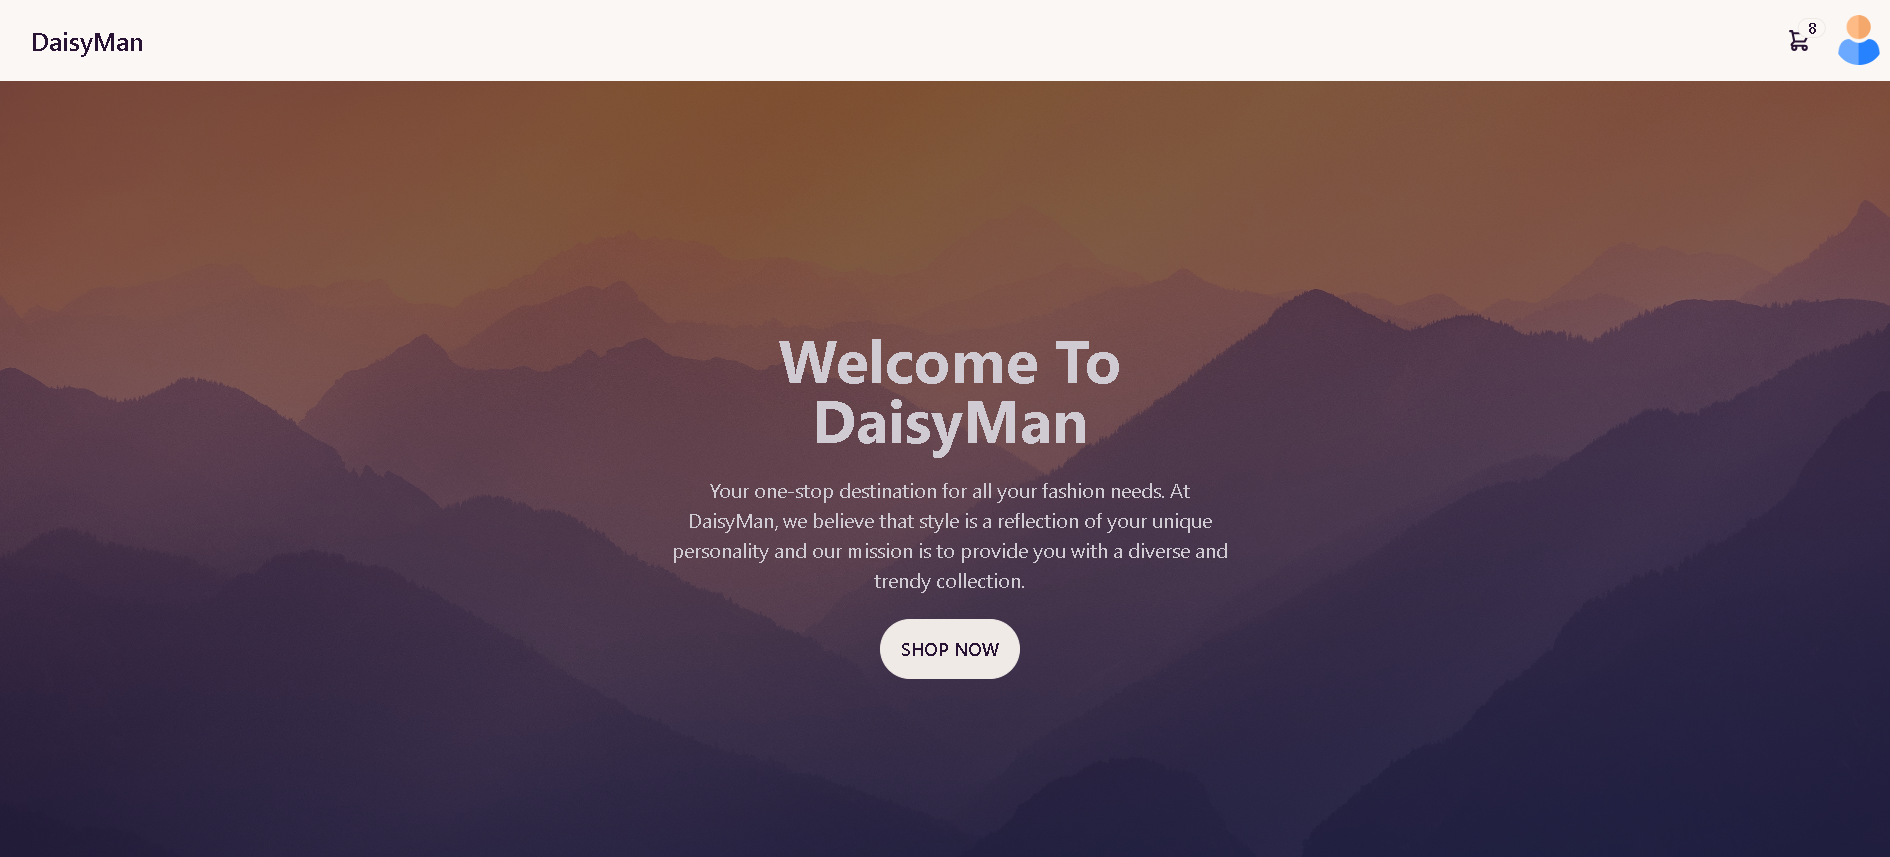 DaisyMan
8
Welcome To
DaisyMan
Your one-stop destination for all your fashion needs. At
DaisyMan, we believe that style is a reflection of your unique
personality and our mission is to provide you with a diverse and
trendy collection.
SHOP NOW